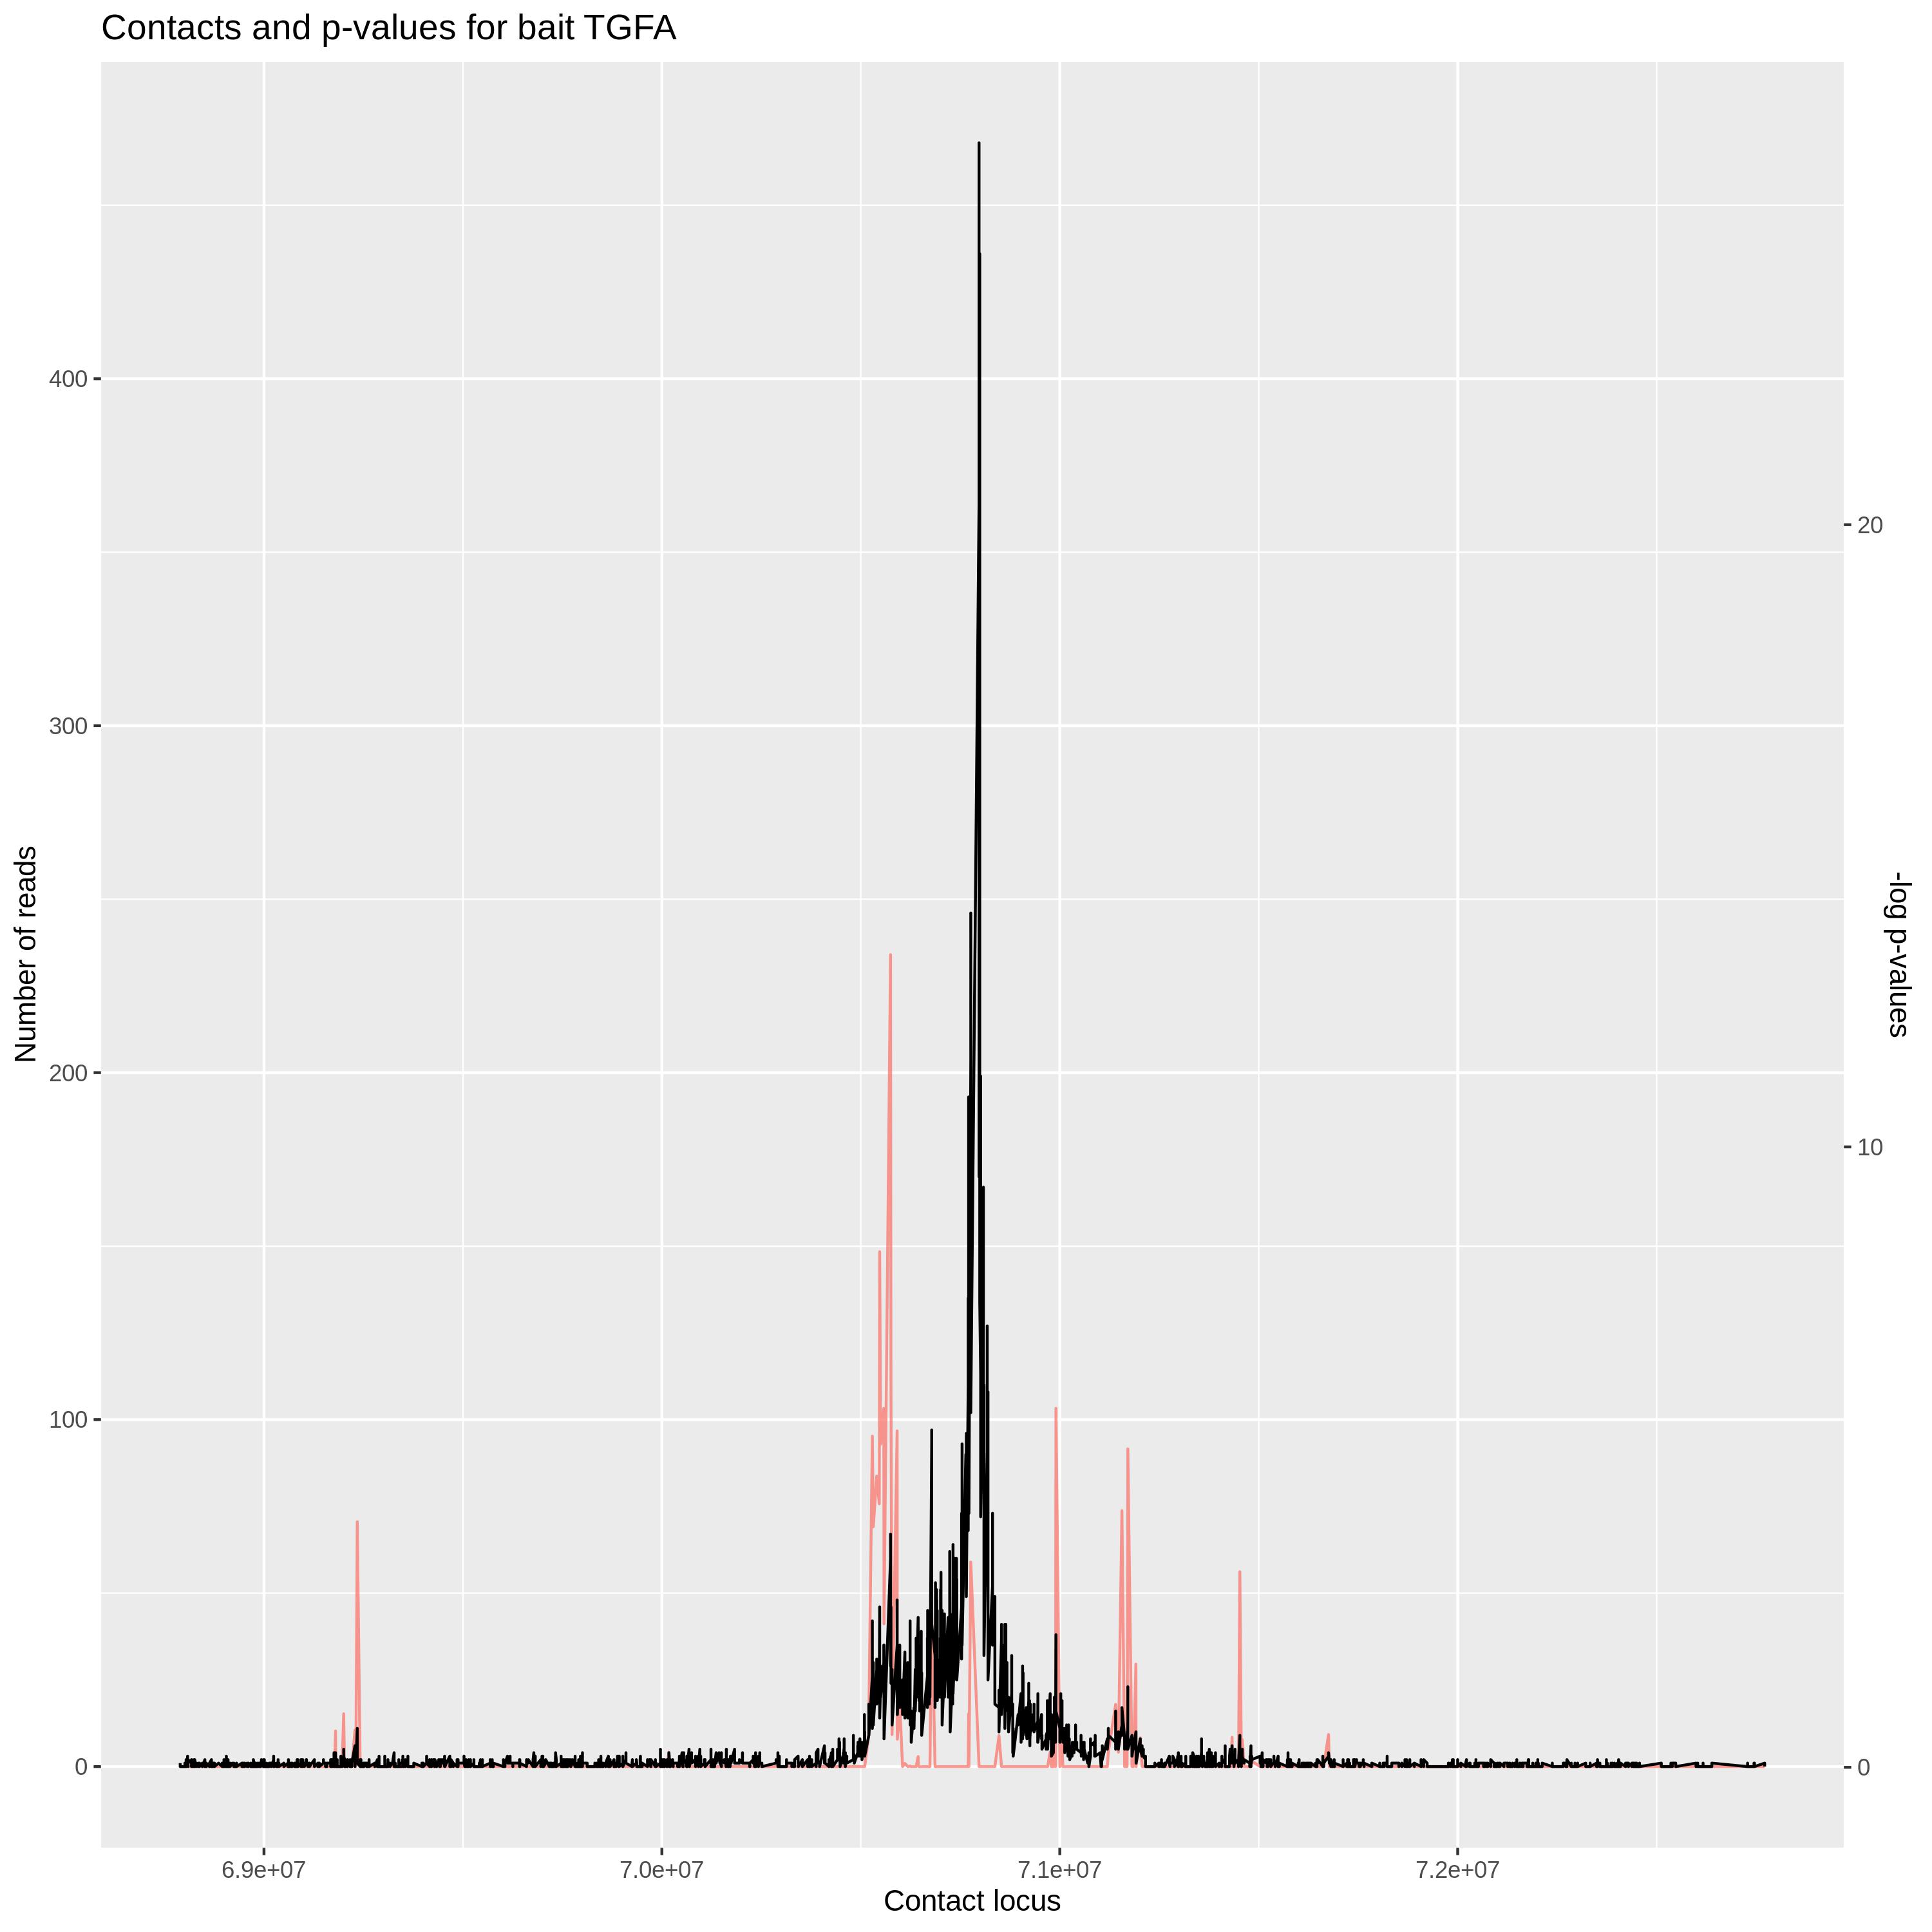 Contacts and p-values for bait TGFA
400
300
200
100
0
Number of reads
20
10
0
-log p-values
6.9e+07 7.0e+07 7.1e+07 7.2e+07
Contact locus